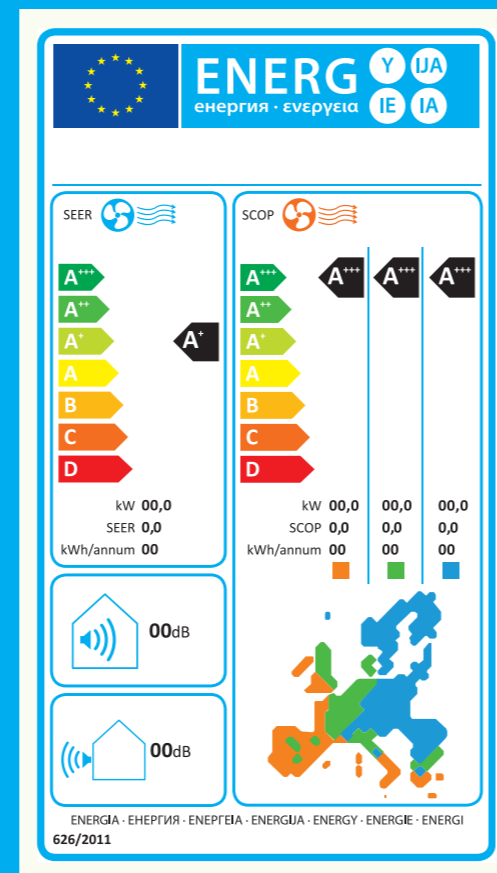 ENERG Y IJA
енергия · ενεργεια IE IA
SEER
A+++
A++
A+
A
B
C
D
A+
kW 00,0
SEER 0,0
kWh/annum 00
SCOP
A+++ A+++ A+++ A+++
A++
A+
A
B
C
D
kW 00,0 00,0 00,0
SCOP 0,0 0,0 0,0
kWh/annum 00 00 00
00dB
00dB
ENERGIA · ЕНЕРГИЯ · ΕΝΕΡΓΕΙΑ · ENERGIJA · ENERGY · ENERGIE · ENERGI
626/2011